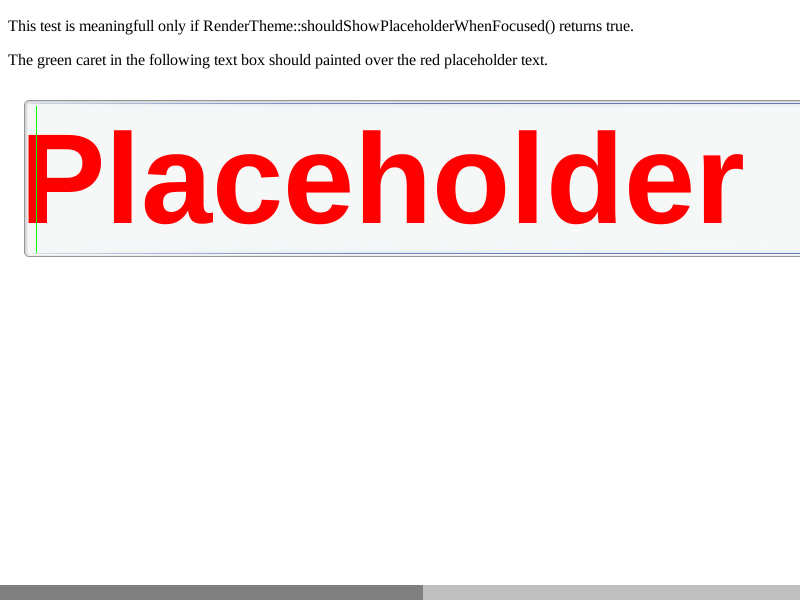 This test is meaningfull only if RenderTheme::shouldShowPlaceholderWhenFocused() returns true.
The green caret in the following text box should painted over the red placeholder text.
Placeholder